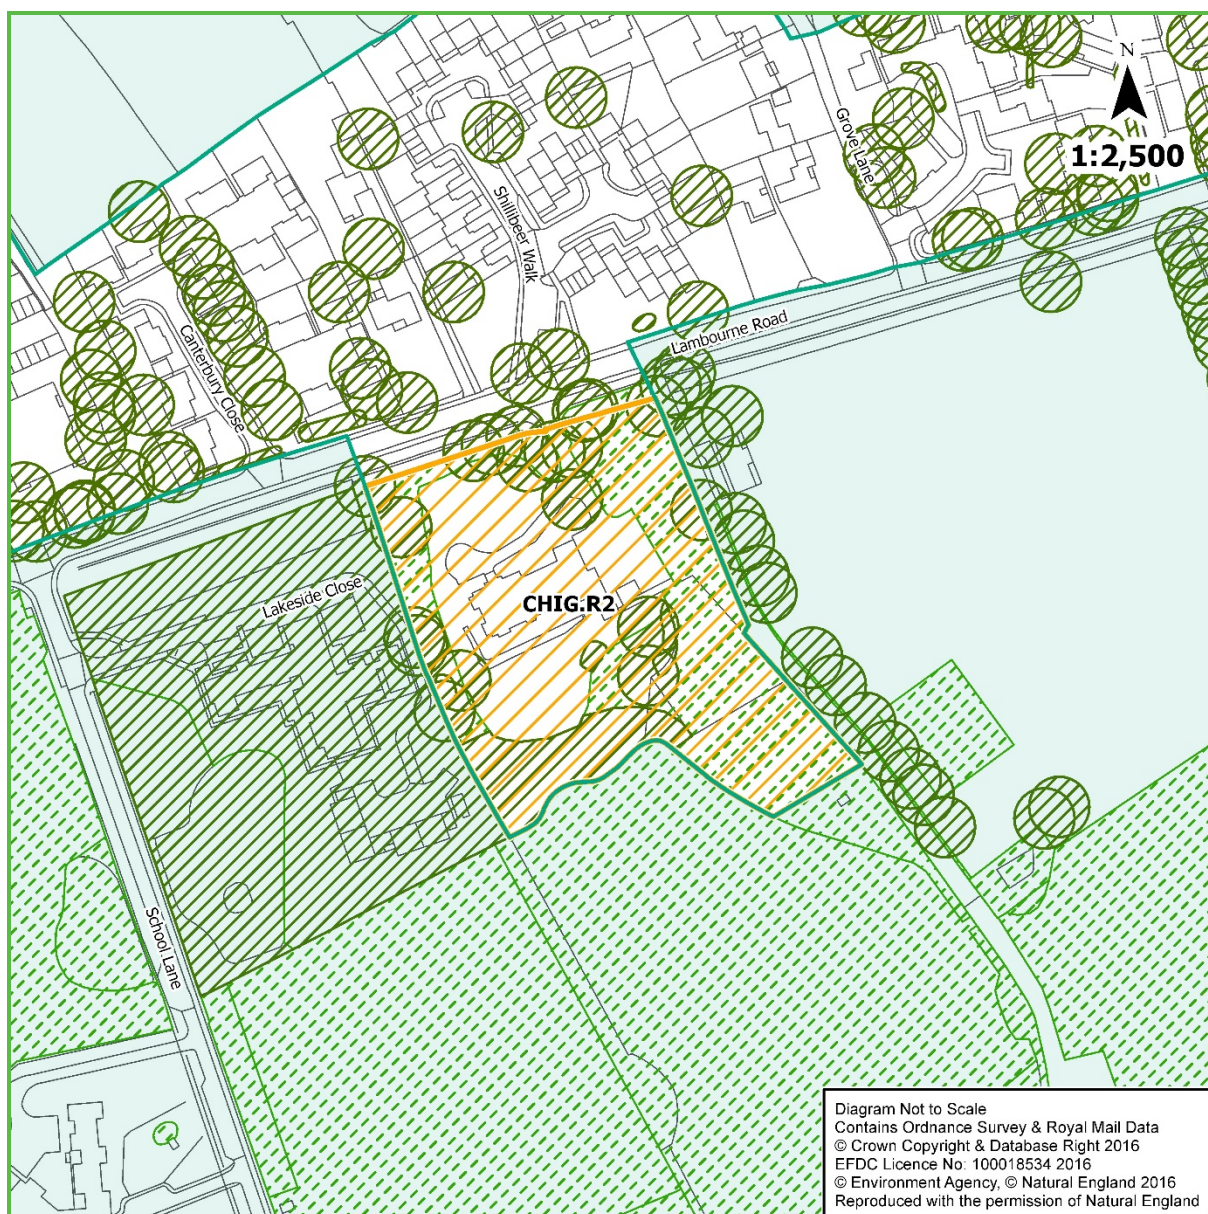 N
1:2,500
Grove Lane
Shillibeer Walk
Lambourne Road
Canterbury Close
Lakeside Close
CHIG.R2
School Lane
Diagram Not to Scale
Contains Ordnance Survey & Royal Mail Data
© Crown Copyright & Database Right 2016
EFDC Licence No: 100018534 2016
© Environment Agency, © Natural England 2016
Reproduced with the permission of Natural England